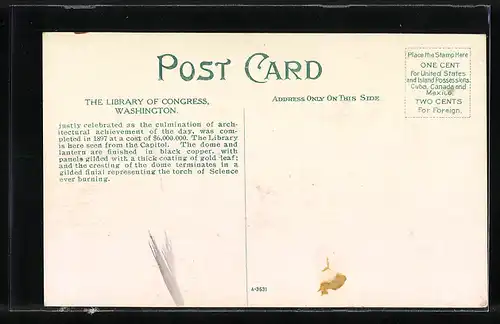 POST CARD
THE LIBRARY OF CONGRESS,
WASHINGTON.
justly celebrated as the culmination of arch-
itectural achievement of the day, was com-
pleted in 1897 at a cost of $6,000.000. The Library
is here seen from the Capitol. The dome and
lantern are finished in black copper, with
panels gilded with a thick coating of gold leaf;
and the cresting of the dome terminates in a
gilded finial representing the torch of Science
ever burning.
ADDRESS ONLY ON THIS SIDE
Place the Stamp Here
ONE CENT
For United States
and Island Possessions,
Cuba, Canada and
Mexico.
TWO CENTS
For Foreign.
A-3631